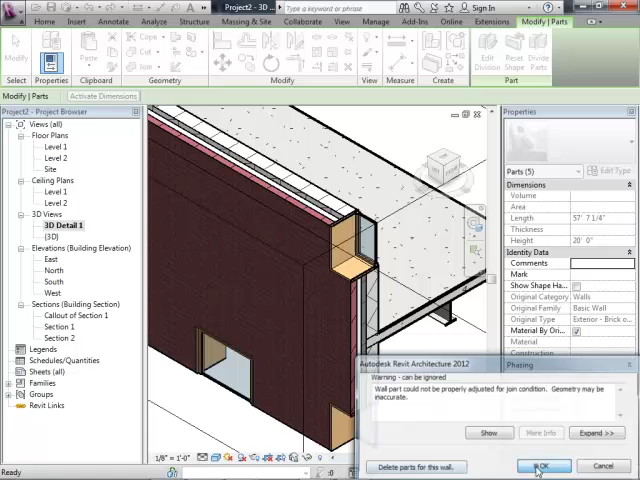 Project2 - 3D ...
Type a keyword or phrase
Sign In
Home Insert Annotate Analyze Structure Massing & Site Collaborate View Manage Add-Ins Online Extensions Modify | Parts
Modify
Paste
Cope
Cut
Join
Edit Division
Reset Shape
Divide Parts
Select Properties Clipboard Geometry Modify View Measure Create Part
Modify | Parts Activate Dimensions
Project2 - Project Browser
Views (all)
Floor Plans
Level 1
Level 2
Site
Ceiling Plans
Level 1
Level 2
3D Views
3D Detail 1
{3D}
Elevations (Building Elevation)
East
North
South
West
Sections (Building Section)
Callout of Section 1
Section 1
Section 2
Legends
Schedules/Quantities
Sheets (all)
Families
Groups
Revit Links
Properties
Parts (5) Edit Type
Dimensions
Volume
Area
Length 57' 7 1/4"
Thickness
Height 20' 0"
Identity Data
Comments
Mark
Show Shape Ha...
Original Category Walls
Original Family Basic Wall
Original Type Exterior - Brick o...
Material By Ori...
Phasing
Autodesk Revit Architecture 2012
Warning - can be ignored
Wall part could not be properly adjusted for join condition. Geometry may be
inaccurate.
Show More Info Expand >>
Delete parts for this wall. OK Cancel
1/8" = 1'-0"
Ready :0